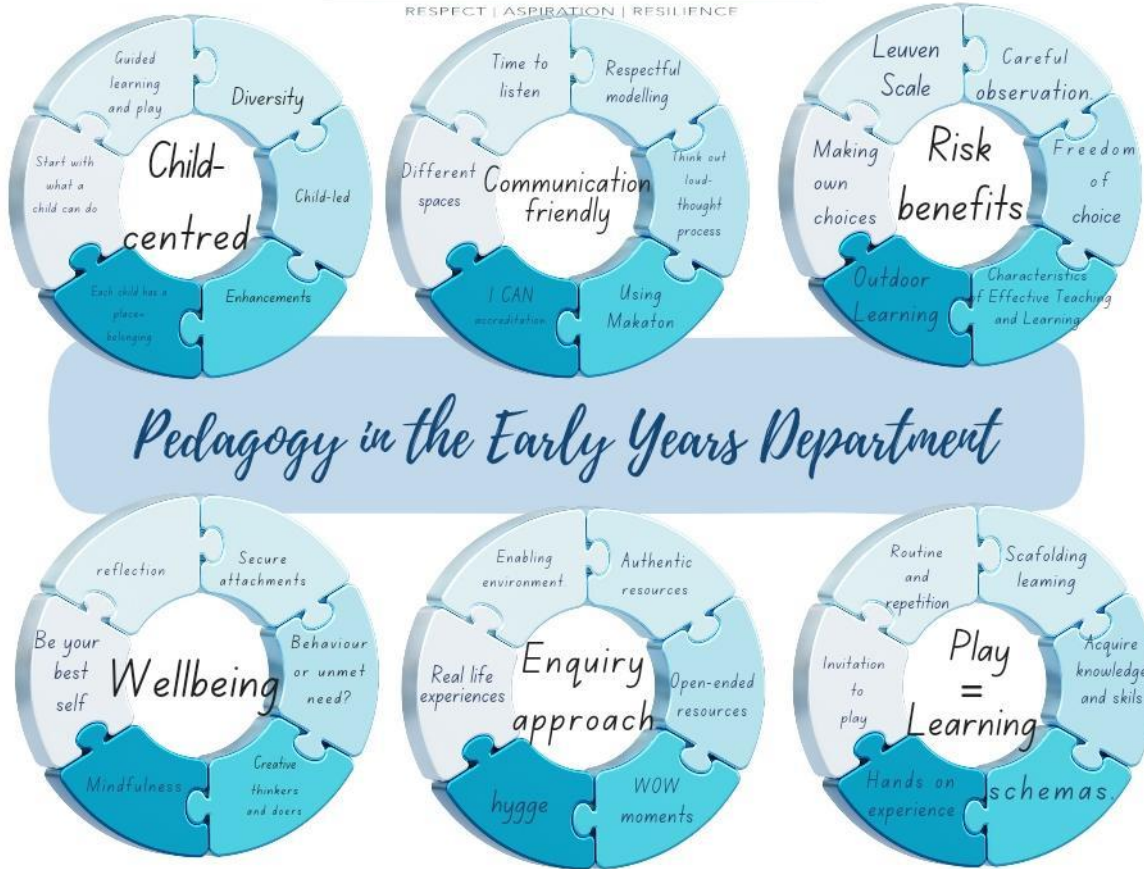 RESPECT | ASPIRATION | RESILIENCE
Guided
learning
and play
Diversity
Start with
what a
child can do
Child-
centred
Child-led
Each child has a
place=
belonging
Enhancements
Time to
listen
Respectful
modelling
Different
spaces
Communication
friendly
Think out
loud-
thought
process
I CAN
accreditation
Using
Makaton
Leuven
Scale
Careful
observation.
Making
own
choices
Risk
benefits
Freedom
of
choice
Outdoor
Learning
Characteristics
of Effective Teaching
and Learning
Pedagogy in the Early Years Department
reflection
Secure
attachments
Be your
best
self
Wellbeing
Behaviour
or unmet
need?
Mindfulness
Creative
thinkers
and doers
Enabling
environment
Authentic
resources
Real life
experiences
Enquiry
approach
Open-ended
resources
hygge
WOW
moments
Routine
and
repetition
Scafolding
learning
Invitation
to
play
Play
=
Learning
Acquire
knowledge
and skils
Hands on
experience
schemas.